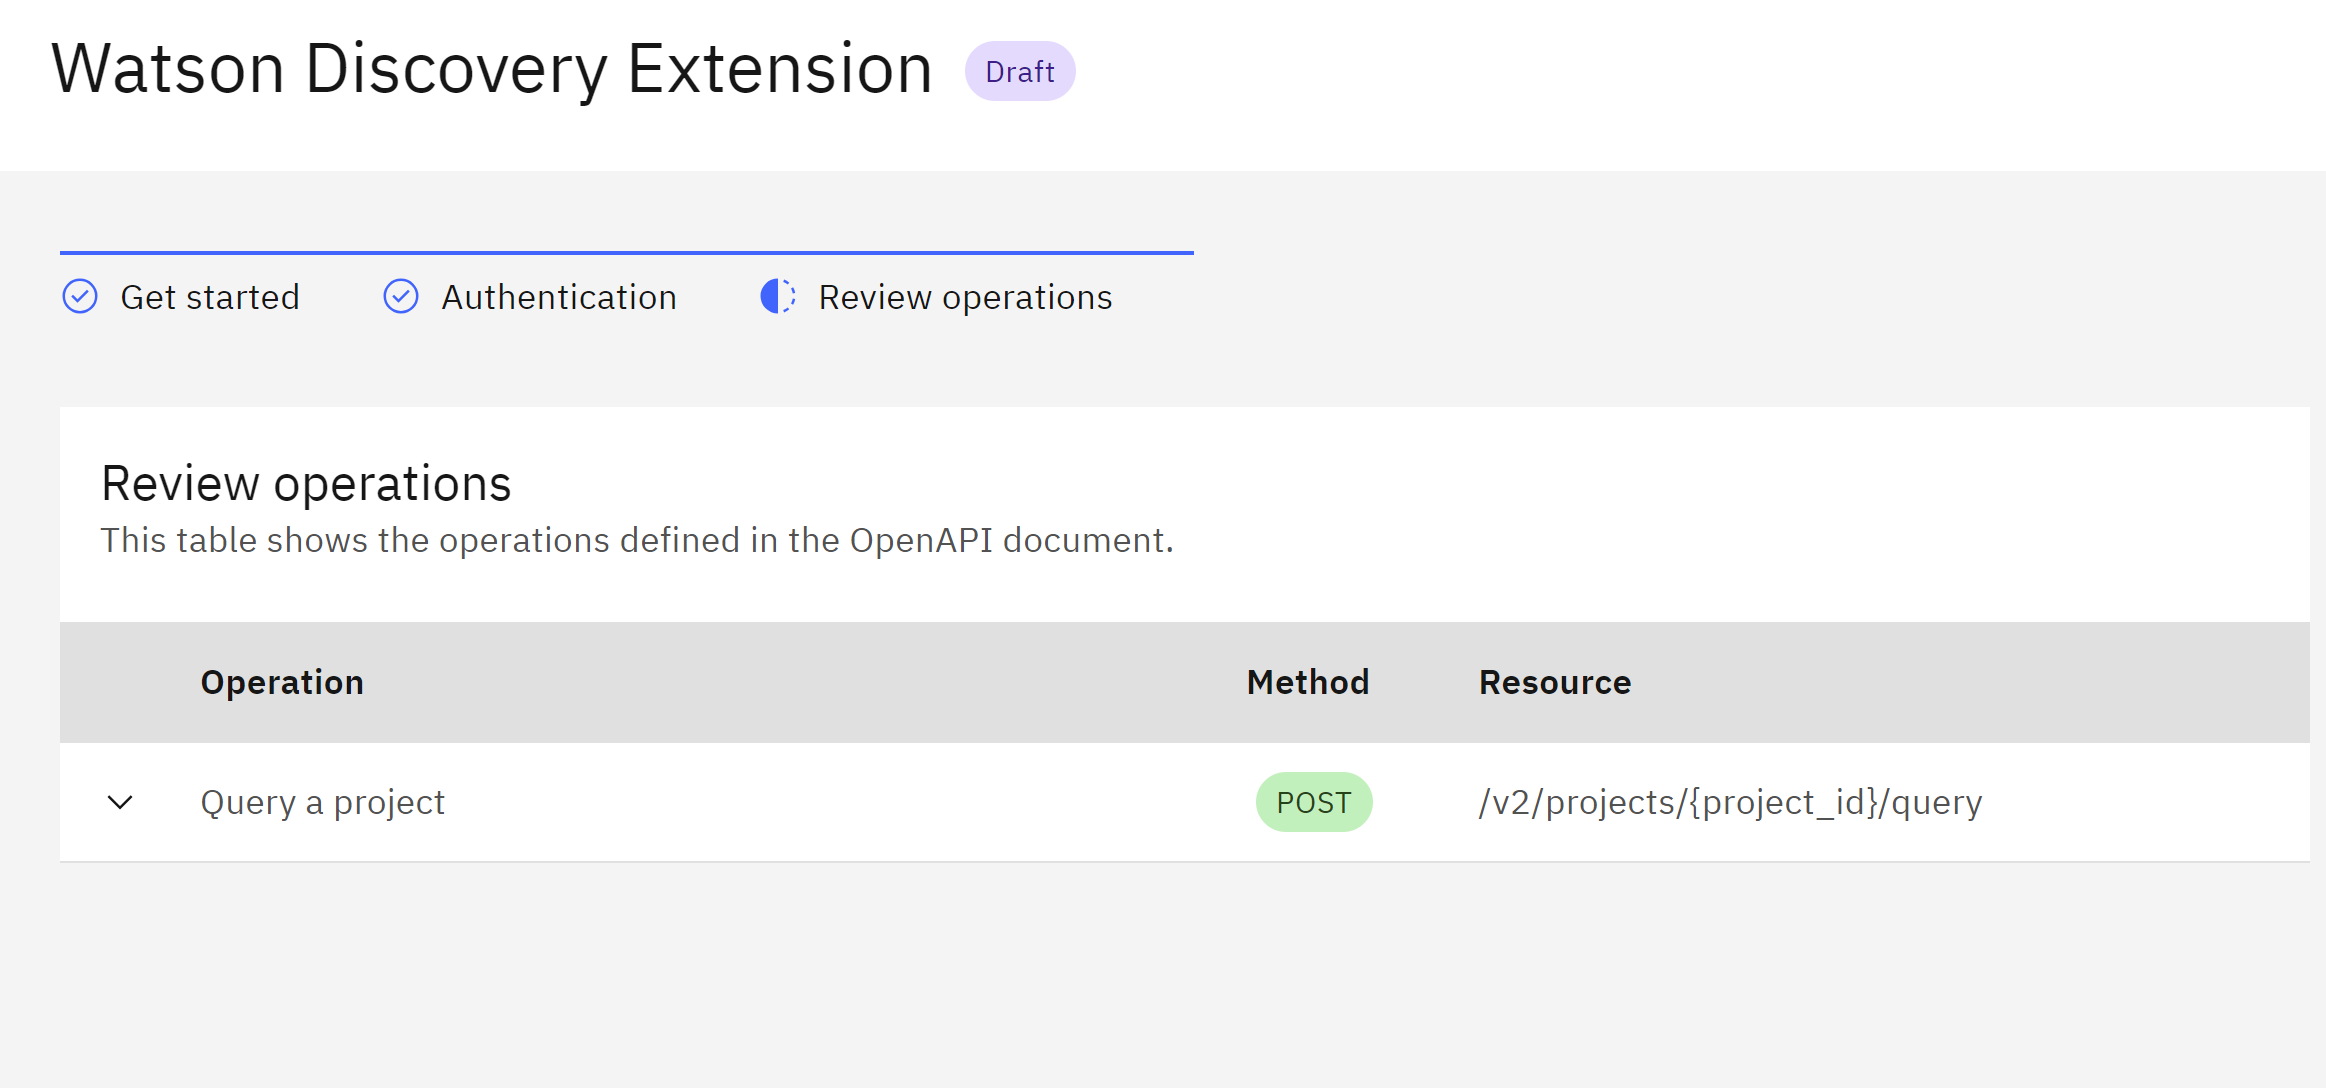 Watson Discovery Extension Draft
Get started Authentication Review operations
Review operations
This table shows the operations defined in the OpenAPI document.
Operation Method Resource
Query a project POST /v2/projects/{project_id}/query